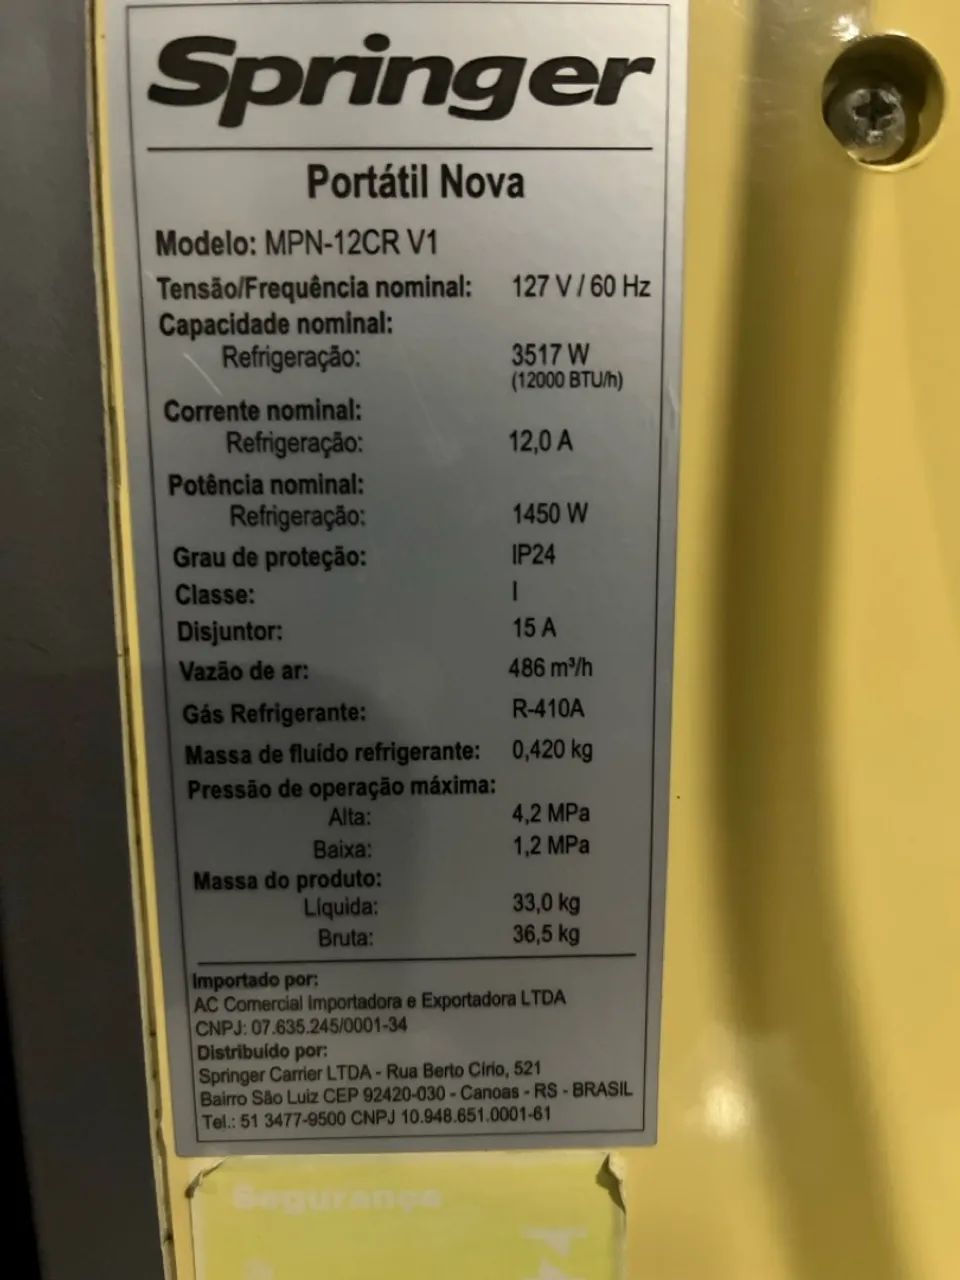 Springer
Portátil Nova
Modelo: MPN-12CR V1
Tensão/Frequência nominal: 127 V / 60 Hz
Capacidade nominal:
Refrigeração: 3517 W
(12000 BTU/h)
Corrente nominal:
Refrigeração: 12,0 A
Potência nominal:
Refrigeração: 1450 W
Grau de proteção: IP24
Classe: I
Disjuntor: 15 A
Vazão de ar: 486 m³/h
Gás Refrigerante: R-410A
Massa de fluído refrigerante: 0,420 kg
Pressão de operação máxima:
Alta: 4,2 MPa
Baixa: 1,2 MPa
Massa do produto:
Líquida: 33,0 kg
Bruta: 36,5 kg
Importado por:
AC Comercial Importadora e Exportadora LTDA
CNPJ: 07.635.245/0001-34
Distribuído por:
Springer Carrier LTDA - Rua Berto Círio, 521
Bairro São Luiz CEP 92420-030 - Canoas - RS - BRASIL
Tel.: 51 3477-9500 CNPJ 10.948.651.0001-61
Segurança